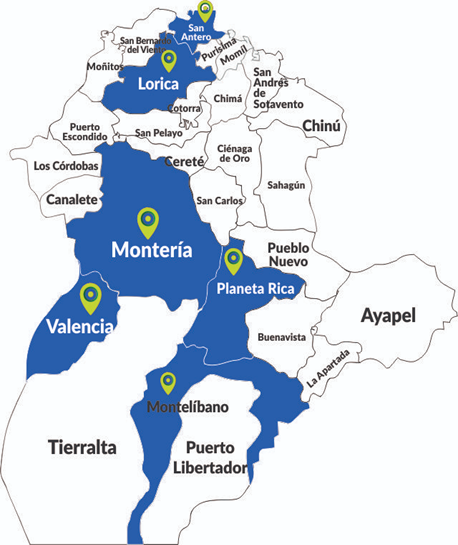 San
Antero
San Bernardo
del Viento
Purísima
Momil
Moñitos
Lorica
San
Andrés
de
Sotavento
Chimá
Cotorra
Chinú
Puerto
Escondido
San Pelayo
Ciénaga
de Oro
Cereté
Los Córdobas
Sahagún
Canalete
San Carlos
Montería
Pueblo
Nuevo
Planeta Rica
Ayapel
Valencia
Buenavista
La Apartada
Montelíbano
Tierralta
Puerto
Libertador